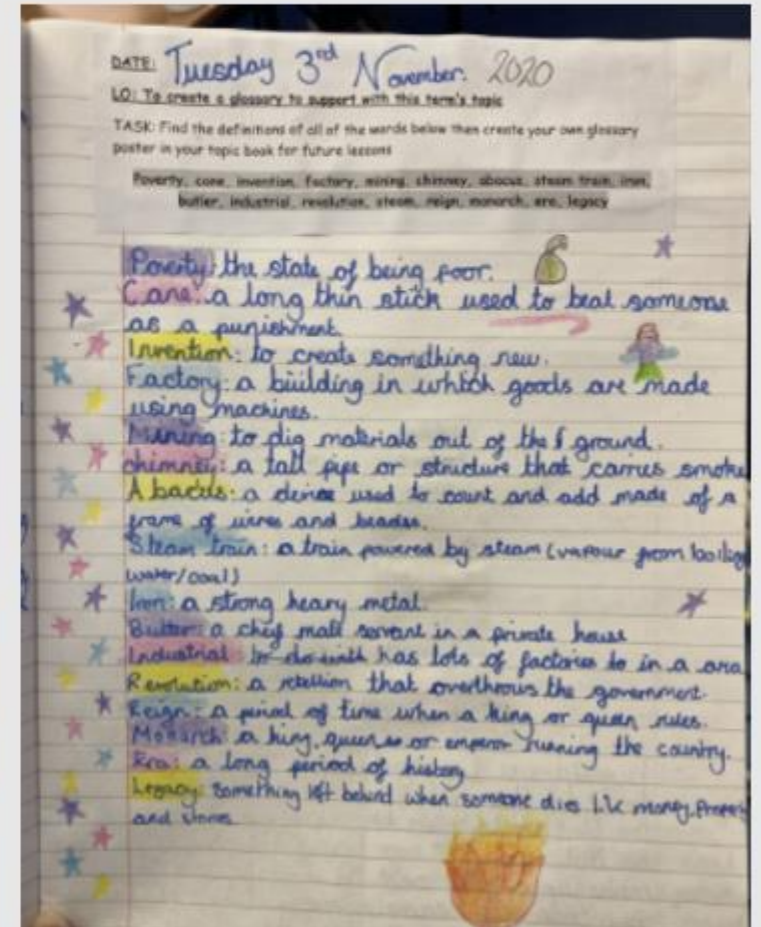 DATE: Tuesday 3rd November. 2020
LO: To create a glossary to support with this term's topic
TASK: Find the definitions of all of the words below then create your own glossary
poster in your topic book for future lessons
Poverty, cane, invention, factory, mining, chimney, abacus, steam train, iron,
butler, industrial, revolution, steam, reign, monarch, era, legacy
Poverty: the state of being poor.
Cane: a long thin stick used to beat someone
as a punishment.
Invention: to create something new.
Factory: a building in which goods are made
using machines.
Mining: to dig materials out of the ground.
chimney: a tall pipe or structure that carries smoke
Abacus: a device used to count and add made of a
frame of wires and beads.
Steam train: a train powered by steam (vapour from boiling
water/coal)
Iron: a strong heavy metal.
Butler: a chief male servant in a private house
Industrial: has lots of factories in a area
Revolution: a rebellion that overthrows the government.
Reign: a period of time when a king or queen rules.
Monarch: a king, queen or emperor running the country.
Era: a long period of history
Legacy: something left behind when someone dies like money,
and